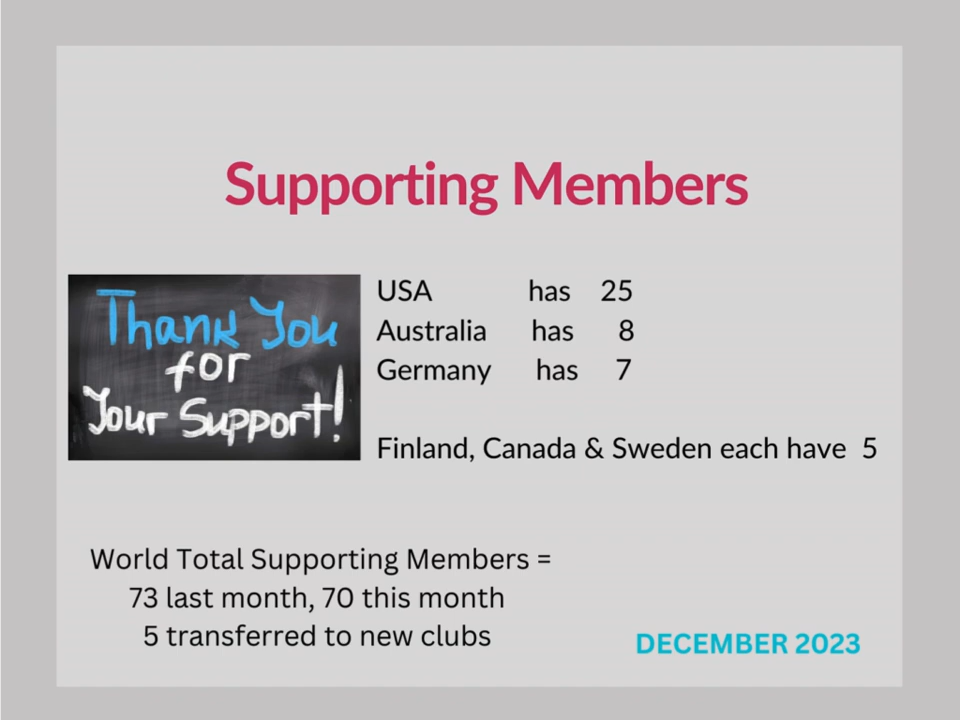 Supporting Members
Thank You
for
Your Support!
USA has 25
Australia has 8
Germany has 7
Finland, Canada & Sweden each have 5
World Total Supporting Members =
73 last month, 70 this month
5 transferred to new clubs
DECEMBER 2023